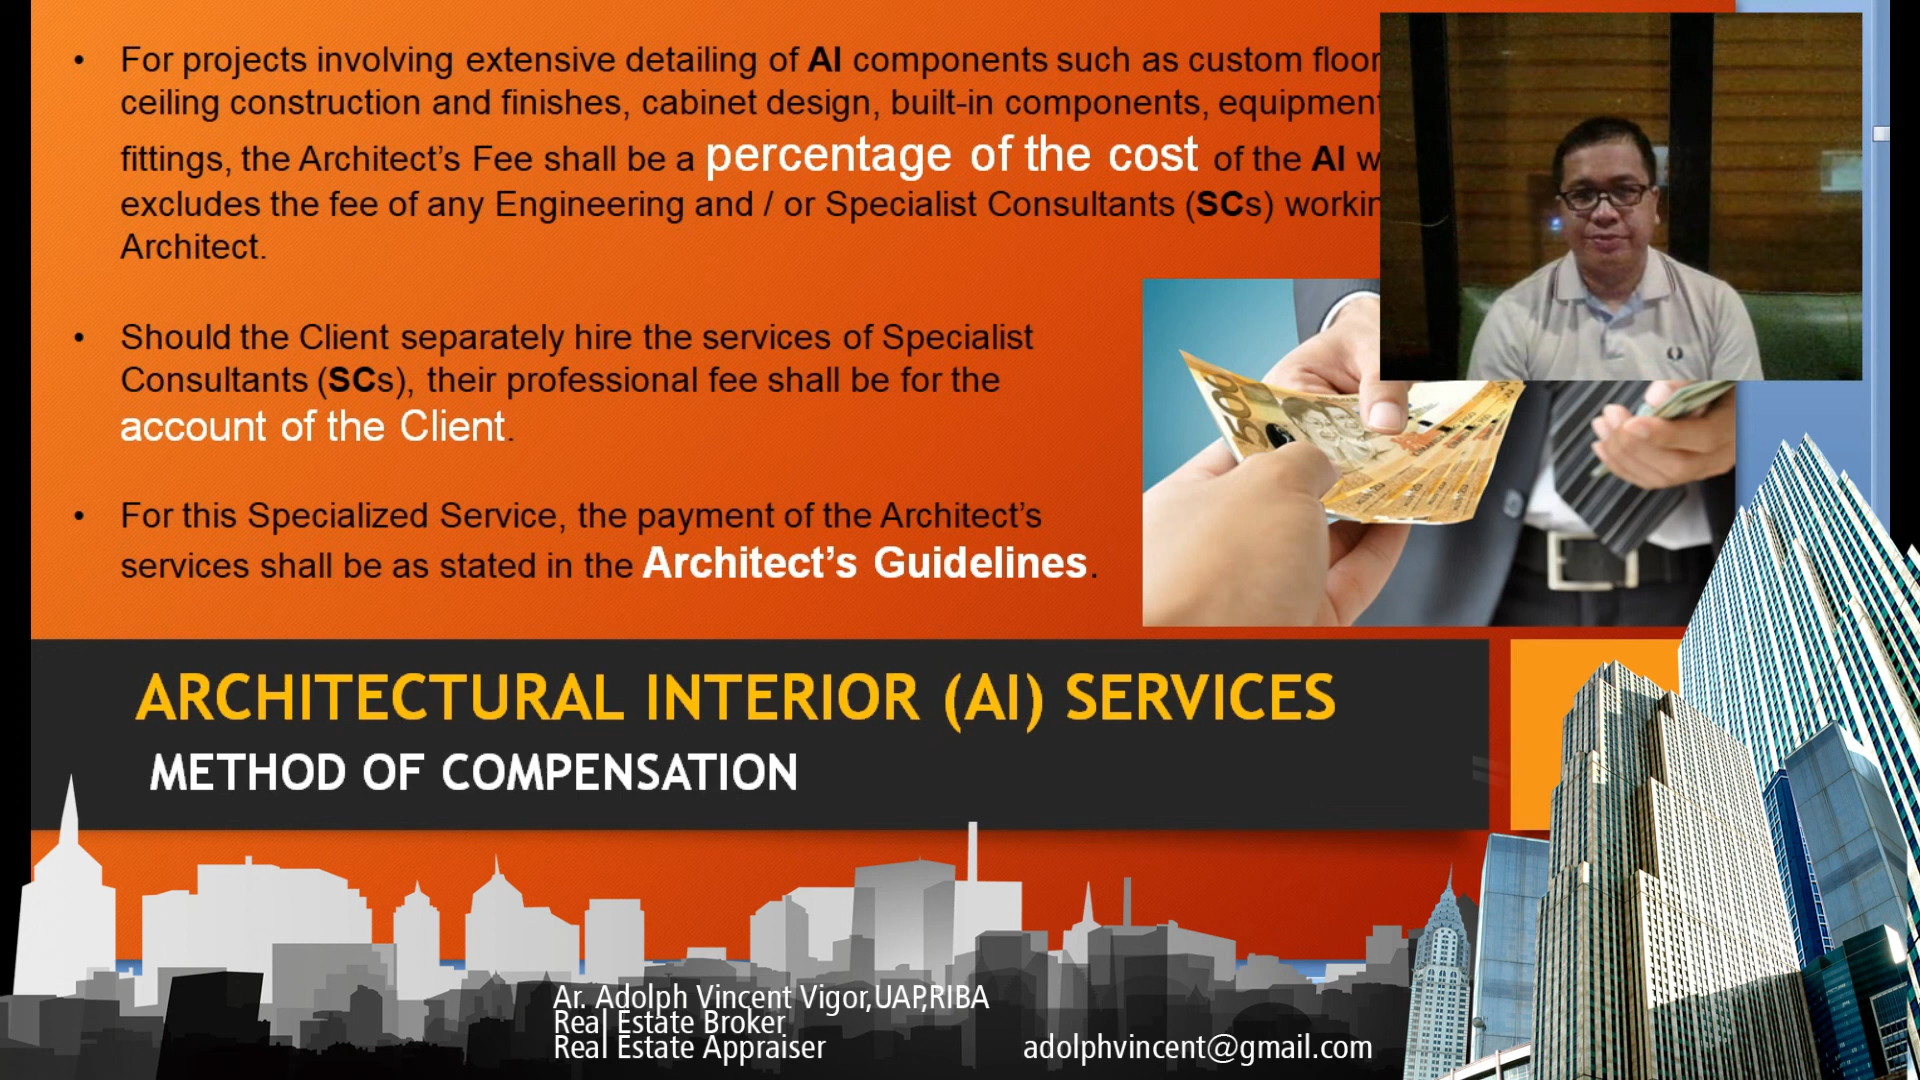 • For projects involving extensive detailing of AI components such as custom floor
ceiling construction and finishes, cabinet design, built-in components, equipment
fittings, the Architect's Fee shall be a percentage of the cost of the AI w
excludes the fee of any Engineering and / or Specialist Consultants (SCs) workin
Architect.
• Should the Client separately hire the services of Specialist
Consultants (SCs), their professional fee shall be for the
account of the Client.
• For this Specialized Service, the payment of the Architect's
services shall be as stated in the Architect's Guidelines.
ARCHITECTURAL INTERIOR (AI) SERVICES
METHOD OF COMPENSATION
Ar. Adolph Vincent Vigor,UAP,RIBA
Real Estate Broker
Real Estate Appraiser
adolphvincent@gmail.com